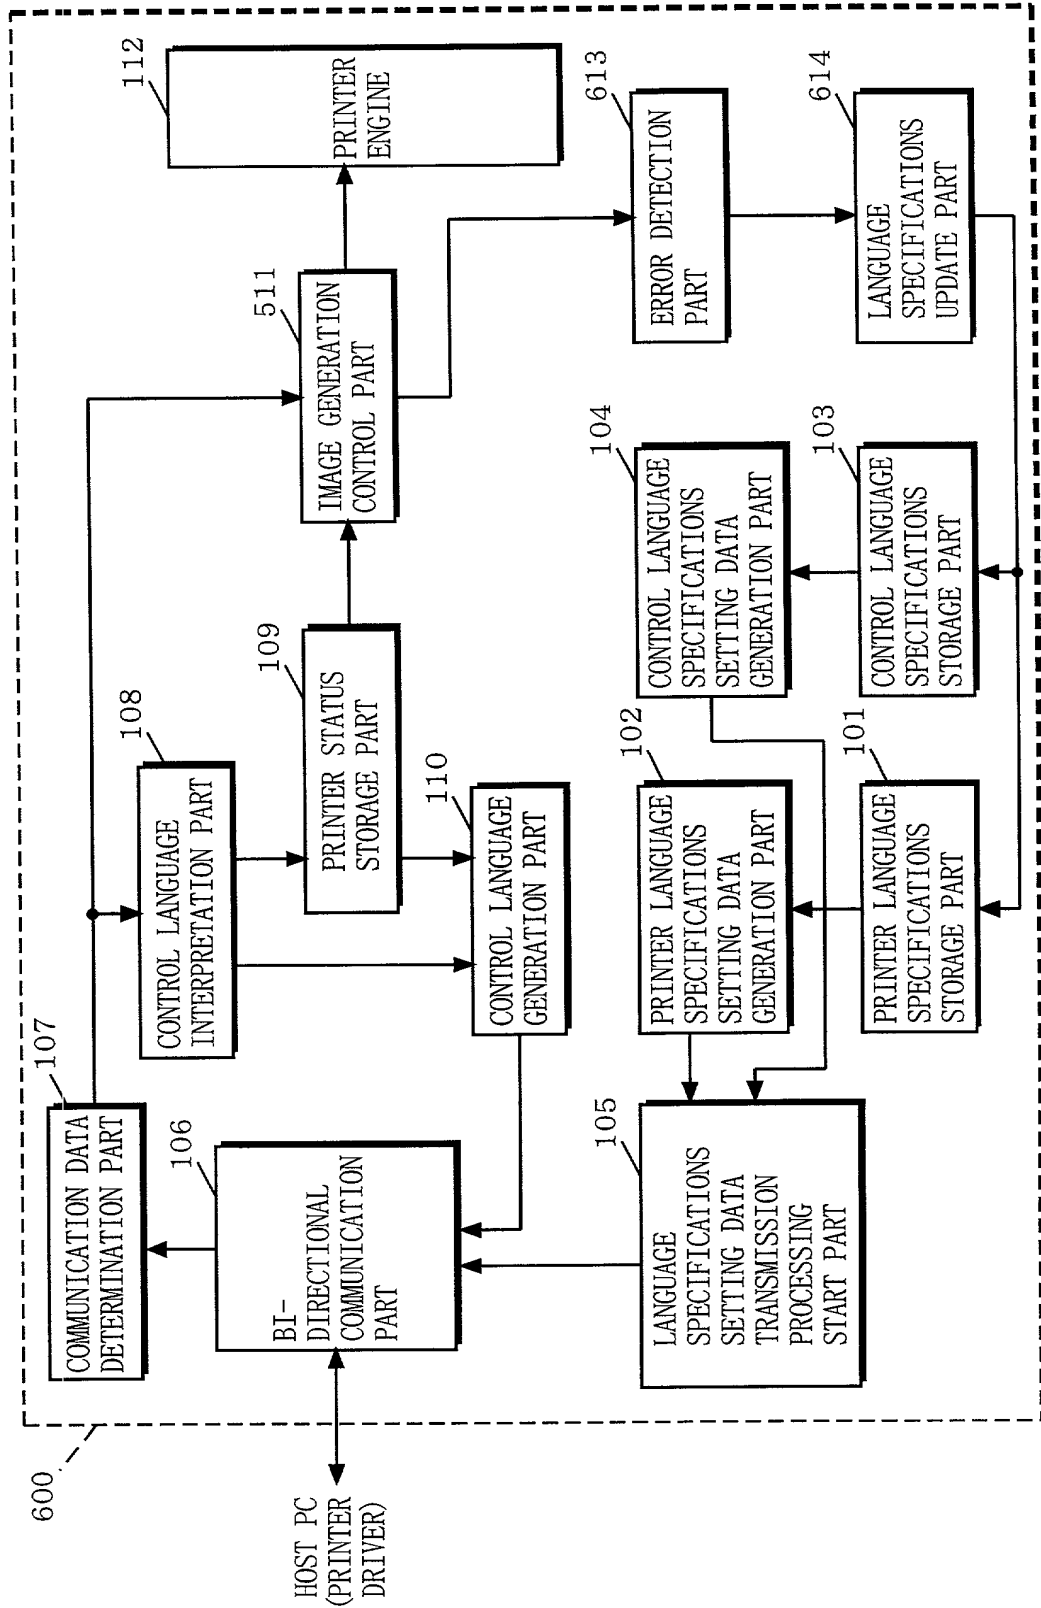 600
HOST PC
(PRINTER
DRIVER)
107
COMMUNICATION DATA
DETERMINATION PART
106
BI-
DIRECTIONAL
COMMUNICATION
PART
105
LANGUAGE
SPECIFICATIONS
SETTING DATA
TRANSMISSION
PROCESSING
START PART
108
CONTROL LANGUAGE
INTERPRETATION PART
109
PRINTER STATUS
STORAGE PART
110
CONTROL LANGUAGE
GENERATION PART
102
PRINTER LANGUAGE
SPECIFICATIONS
SETTING DATA
GENERATION PART
101
PRINTER LANGUAGE
SPECIFICATIONS
STORAGE PART
511
IMAGE GENERATION
CONTROL PART
104
CONTROL LANGUAGE
SPECIFICATIONS
SETTING DATA
GENERATION PART
103
CONTROL LANGUAGE
SPECIFICATIONS
STORAGE PART
112
PRINTER
ENGINE
613
ERROR DETECTION
PART
614
LANGUAGE
SPECIFICATIONS
UPDATE PART